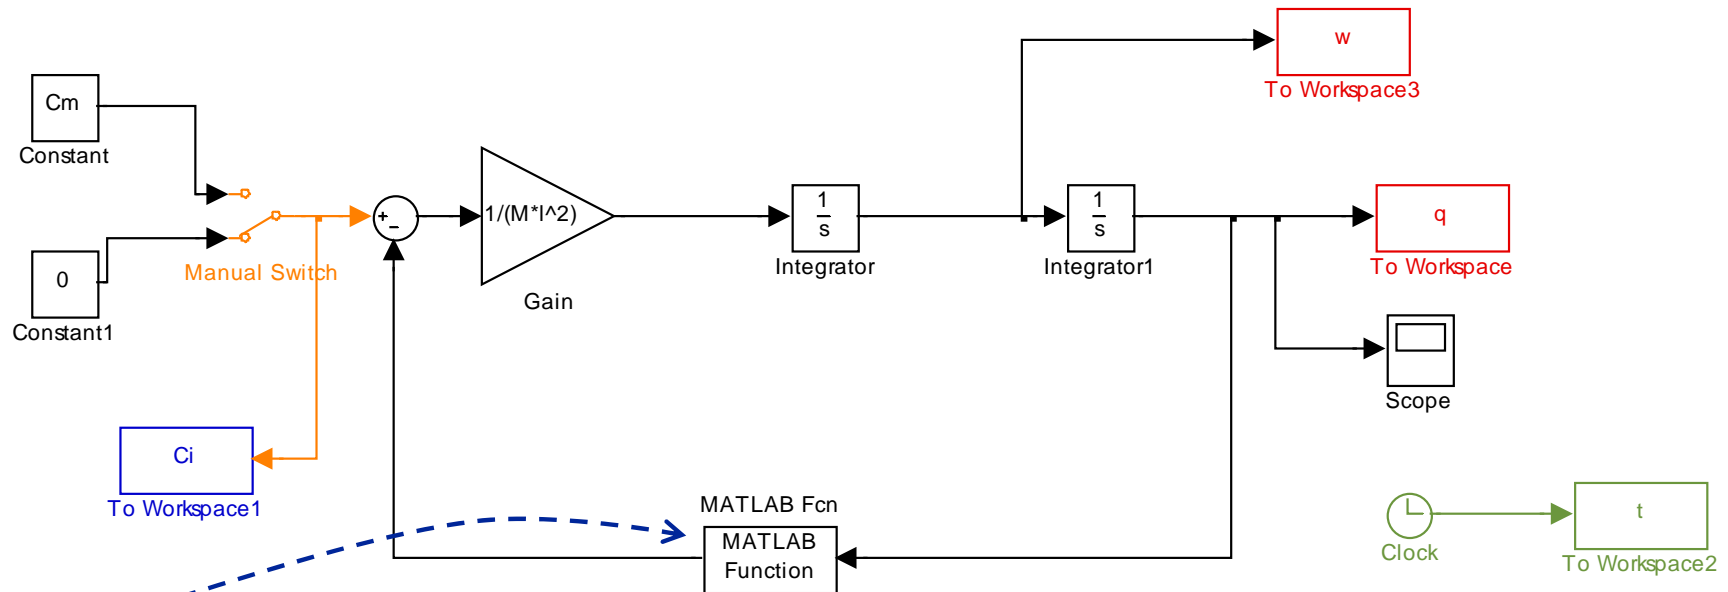 w
To Workspace3
Cm
Constant
+
−
1/(M*l^2)
Gain
1
s
Integrator
1
s
Integrator1
q
To Workspace
0
Constant1
Manual Switch
Scope
Ci
To Workspace1
MATLAB Fcn
MATLAB
Function
Clock
t
To Workspace2